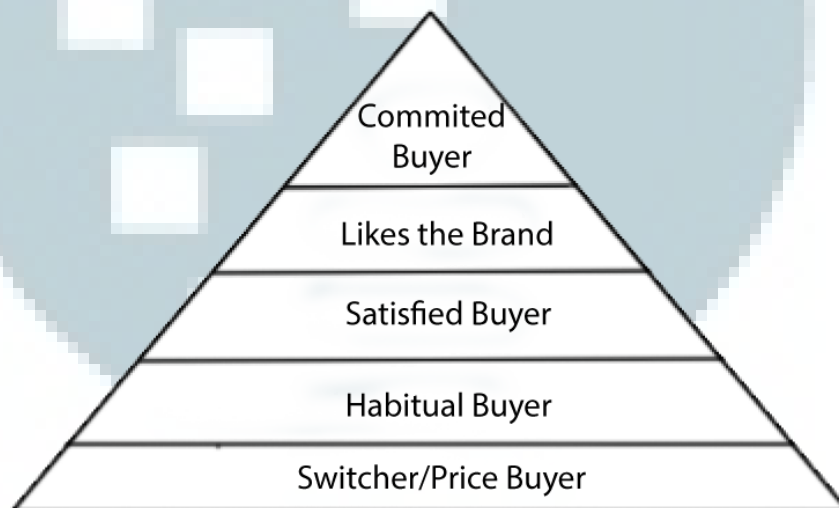 Commited
Buyer
Likes the Brand
Satisfied Buyer
Habitual Buyer
Switcher/Price Buyer